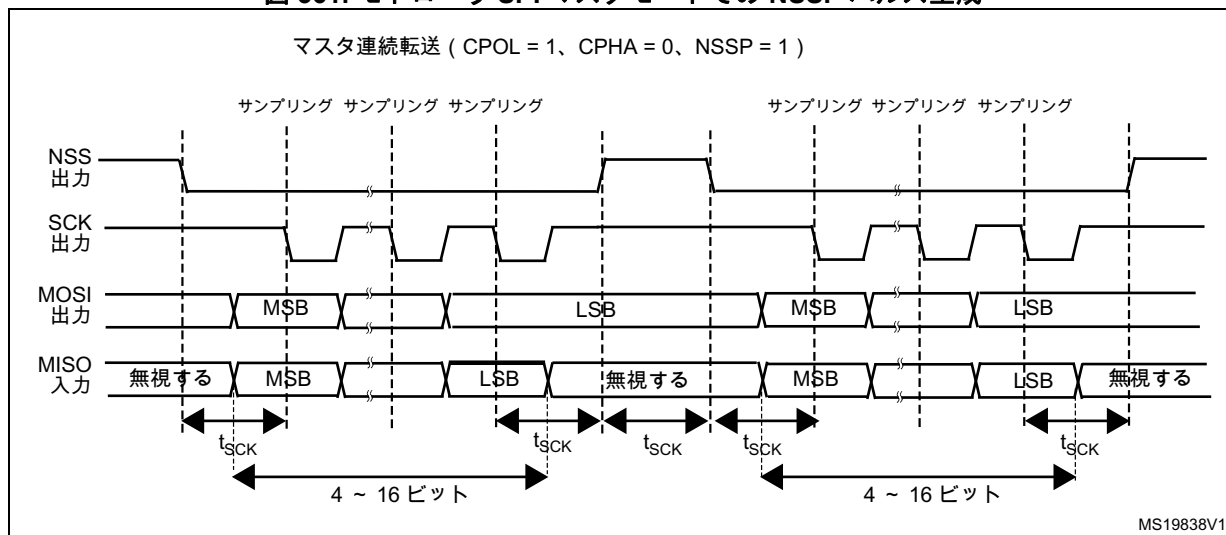 マスタ連続転送 ( CPOL = 1、CPHA = 0、NSSP = 1 )
サンプリング サンプリング サンプリング サンプリング サンプリング サンプリング
NSS
出力
SCK
出力
MOSI
出力
MSB LSB MSB LSB
MISO
入力
無視する MSB LSB 無視する MSB LSB 無視する
tSCK tSCK tSCK tSCK tSCK
4 ~ 16 ビット 4 ~ 16 ビット
MS19838V1